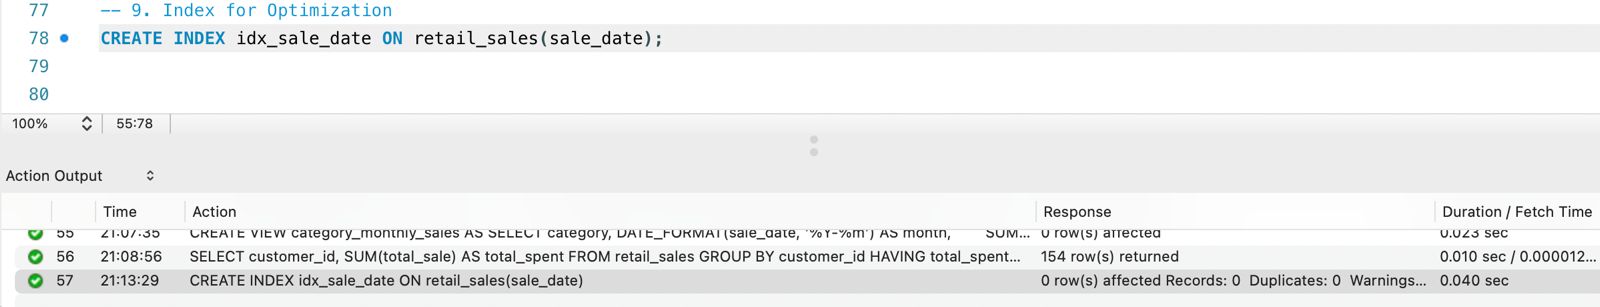 77 -- 9. Index for Optimization
78 CREATE INDEX idx_sale_date ON retail_sales(sale_date);
79
80
100% 55:78
Action Output
Time Action Response Duration / Fetch Time
55 21:07:35 CREATE VIEW category_monthly_sales AS SELECT category, DATE_FORMAT(sale_date, '%Y-%m') AS month, SUM... 0 row(s) affected 0.023 sec
56 21:08:56 SELECT customer_id, SUM(total_sale) AS total_spent FROM retail_sales GROUP BY customer_id HAVING total_spent... 154 row(s) returned 0.010 sec / 0.000012...
57 21:13:29 CREATE INDEX idx_sale_date ON retail_sales(sale_date) 0 row(s) affected Records: 0 Duplicates: 0 Warnings... 0.040 sec